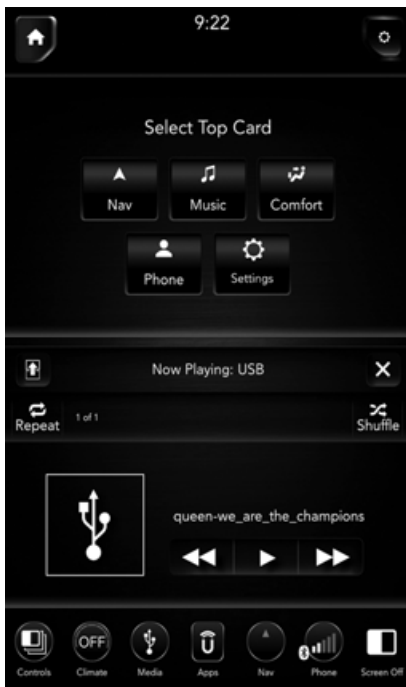 9:22
Select Top Card
Nav Music Comfort
Phone Settings
Now Playing: USB
Repeat 1 of 1 Shuffle
queen-we_are_the_champions
OFF
Controls Climate Media Apps Nav Phone Screen Off